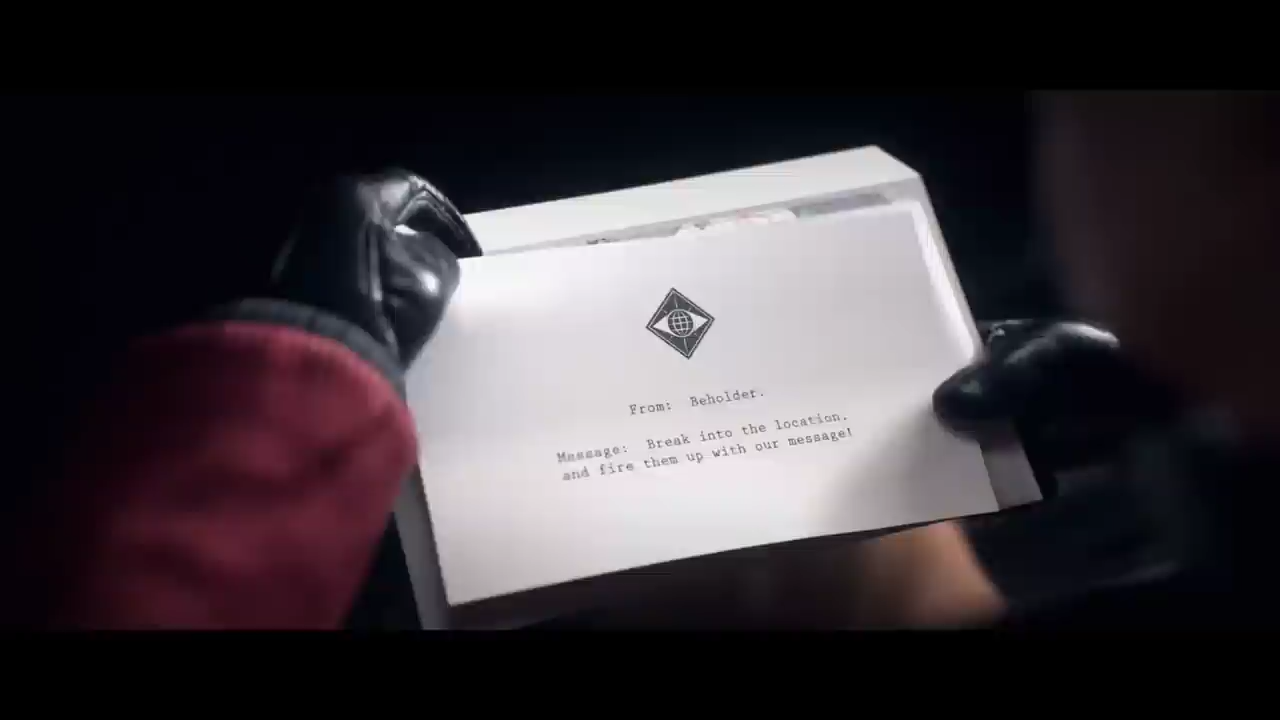 From: Beholder.
Message: Break into the location.
and fire them up with our message!